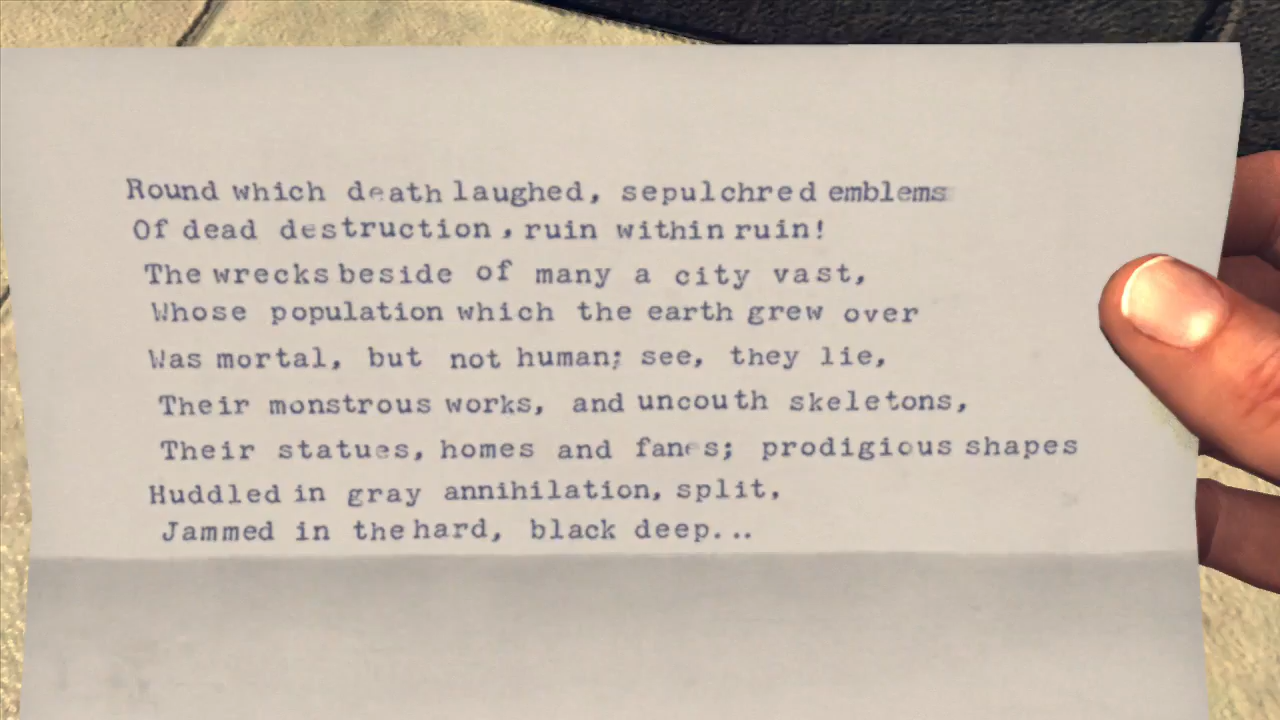 Round which death laughed, sepulchred emblems
Of dead destruction, ruin within ruin!
The wrecks beside of many a city vast,
Whose population which the earth grew over
Was mortal, but not human; see, they lie,
Their monstrous works, and uncouth skeletons,
Their statues, homes and fanes; prodigious shapes
Huddled in gray annihilation, split,
Jammed in the hard, black deep...